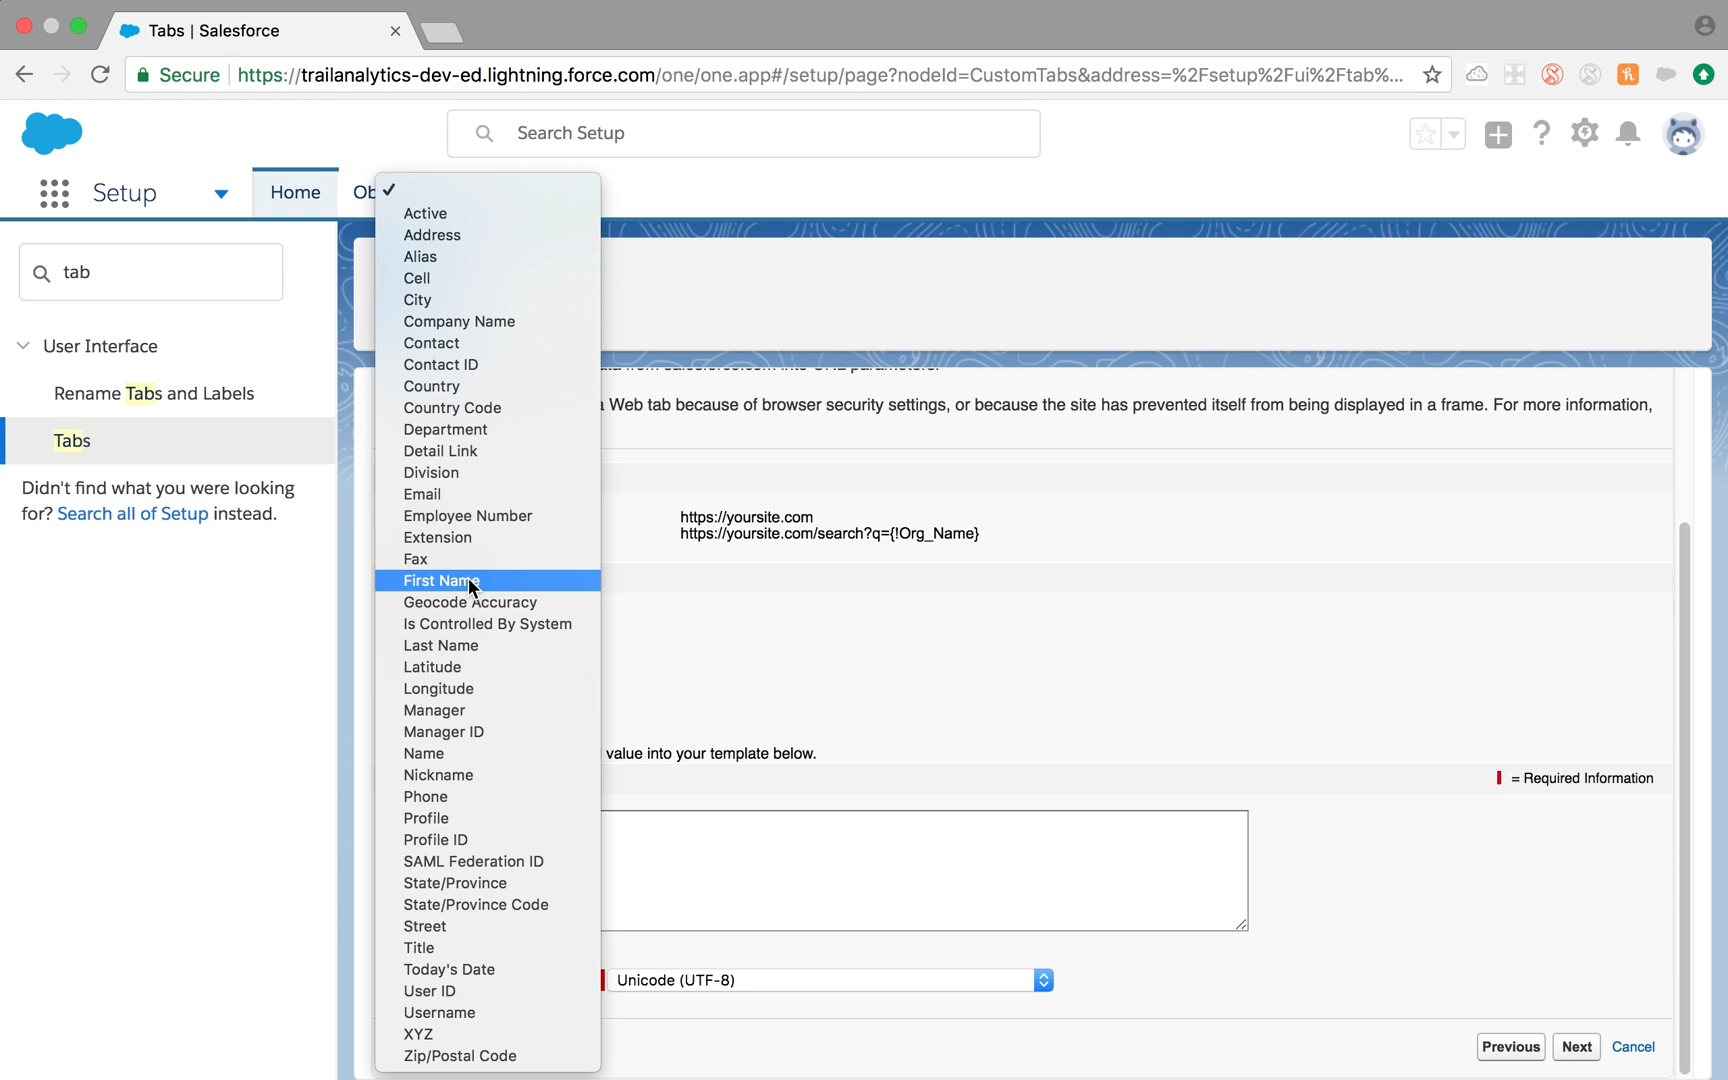 Tabs | Salesforce
Secure
https://trailanalytics-dev-ed.lightning.force.com/one/one.app#/setup/page?nodeId=CustomTabs&address=%2Fsetup%2Fui%2Ftab%...
Search Setup
Setup
Home
Ob
tab
User Interface
Rename Tabs and Labels
Tabs
Didn't find what you were looking
for? Search all of Setup instead.
Active
Address
Alias
Cell
City
Company Name
Contact
Contact ID
Country
Country Code
Department
Detail Link
Division
Email
Employee Number
Extension
Fax
First Name
Geocode Accuracy
Is Controlled By System
Last Name
Latitude
Longitude
Manager
Manager ID
Name
Nickname
Phone
Profile
Profile ID
SAML Federation ID
State/Province
State/Province Code
Street
Title
Today's Date
User ID
Username
XYZ
Zip/Postal Code
Web tab because of browser security settings, or because the site has prevented itself from being displayed in a frame. For more information,
https://yoursite.com
https://yoursite.com/search?q={!Org_Name}
value into your template below.
= Required Information
Unicode (UTF-8)
Previous
Next
Cancel